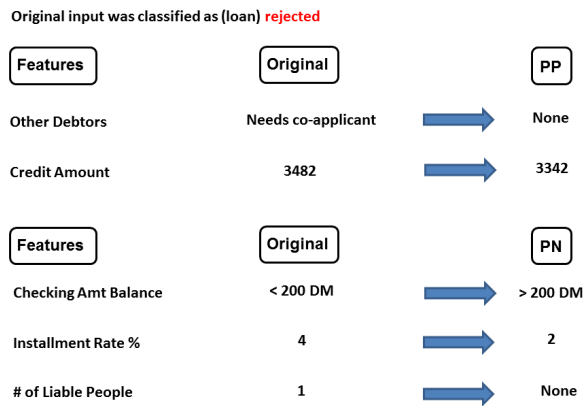 Original input was classified as (loan) rejected
Features Original PP
Other Debtors Needs co-applicant None
Credit Amount 3482 3342
Features Original PN
Checking Amt Balance < 200 DM > 200 DM
Installment Rate % 4 2
# of Liable People 1 None